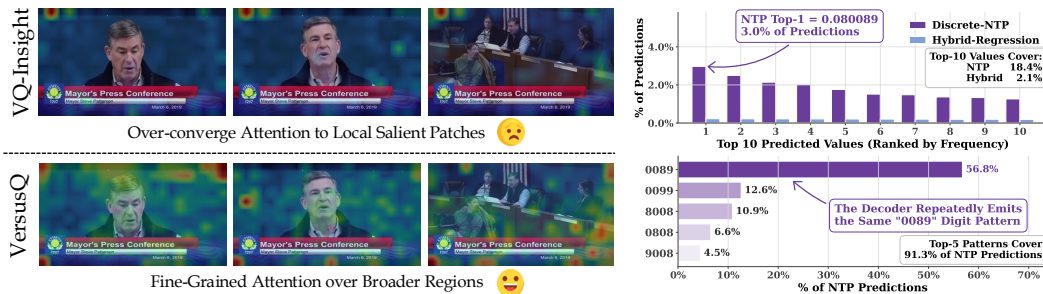 VQ-Insight
Mayor's Press Conference
Mayor Steve Patterson
March 6, 2019
Mayor's Press Conference
Mayor Steve Patterson
March 6, 2019
Mayor's Press Conference
Mayor Steve Patterson
March 6, 2019
Over-converge Attention to Local Salient Patches
VersusQ
Mayor's Press Conference
Mayor Steve Patterson
March 6, 2019
Mayor's Press Conference
Mayor Steve Patterson
March 6, 2019
Mayor's Press Conference
Mayor Steve Patterson
March 6, 2019
Fine-Grained Attention over Broader Regions
% of Predictions
4.0%
2.0%
0.0%
NTP Top-1 = 0.080089
3.0% of Predictions
Discrete-NTP
Hybrid-Regression
Top-10 Values Cover:
NTP 18.4%
Hybrid 2.1%
1 2 3 4 5 6 7 8 9 10
Top 10 Predicted Values (Ranked by Frequency)
0089 56.8%
0099 12.6%
8008 10.9%
0808 6.6%
9008 4.5%
The Decoder Repeatedly Emits
the Same "0089" Digit Pattern
Top-5 Patterns Cover
91.3% of NTP Predictions
0% 10% 20% 30% 40% 50% 60% 70%
% of NTP Predictions